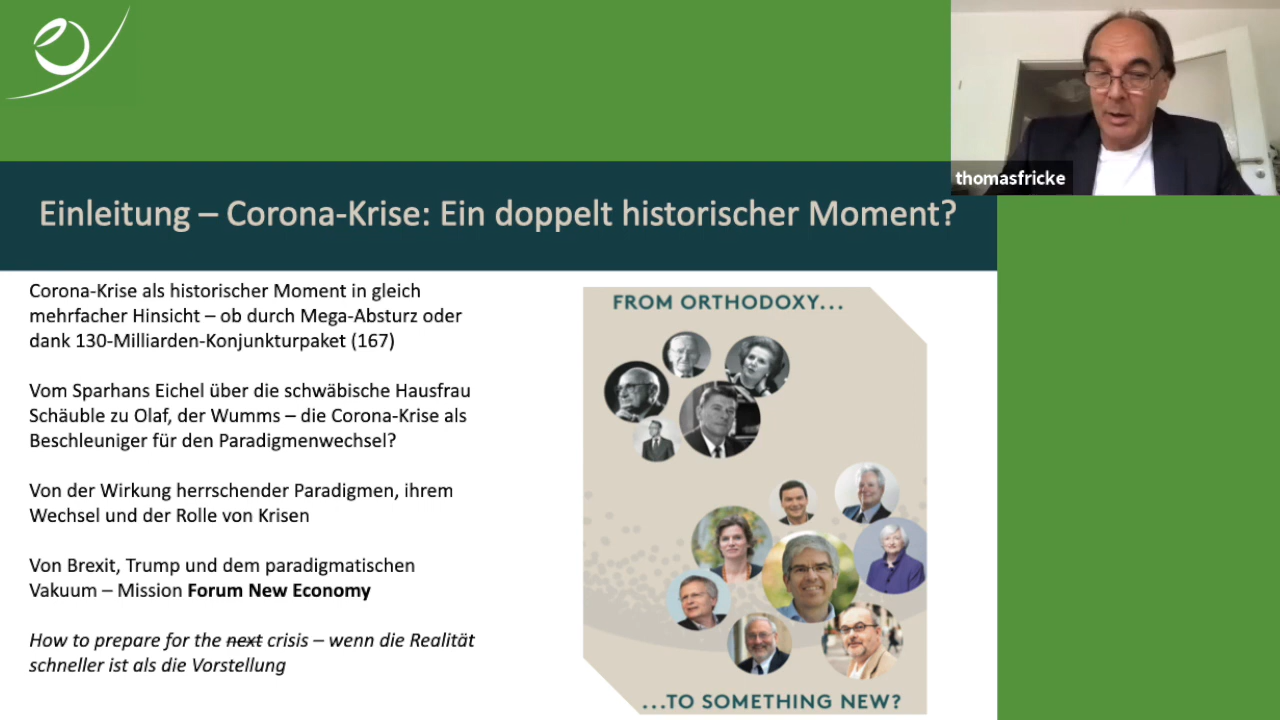 thomasfricke
Einleitung – Corona-Krise: Ein doppelt historischer Moment?
Corona-Krise als historischer Moment in gleich
mehrfacher Hinsicht – ob durch Mega-Absturz oder
dank 130-Milliarden-Konjunkturpaket (167)
Vom Sparhans Eichel über die schwäbische Hausfrau
Schäuble zu Olaf, der Wumms – die Corona-Krise als
Beschleuniger für den Paradigmenwechsel?
Von der Wirkung herrschender Paradigmen, ihrem
Wechsel und der Rolle von Krisen
Von Brexit, Trump und dem paradigmatischen
Vakuum – Mission Forum New Economy
How to prepare for the next crisis – wenn die Realität
schneller ist als die Vorstellung
FROM ORTHODOXY...
...TO SOMETHING NEW?